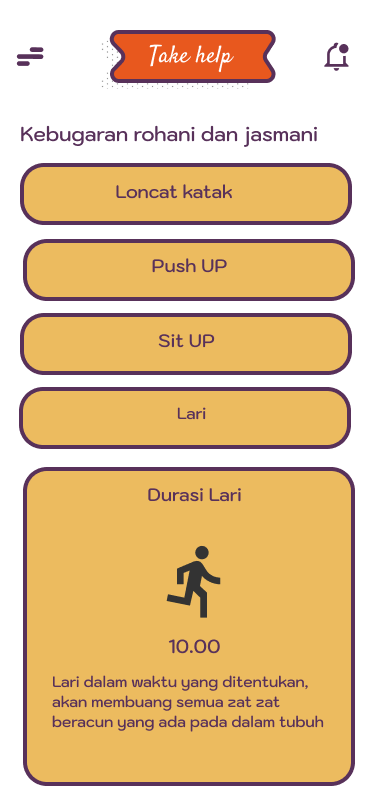 Take help
Kebugaran rohani dan jasmani
Loncat katak
Push UP
Sit UP
Lari
Durasi Lari
10.00
Lari dalam waktu yang ditentukan,
akan membuang semua zat zat
beracun yang ada pada dalam tubuh